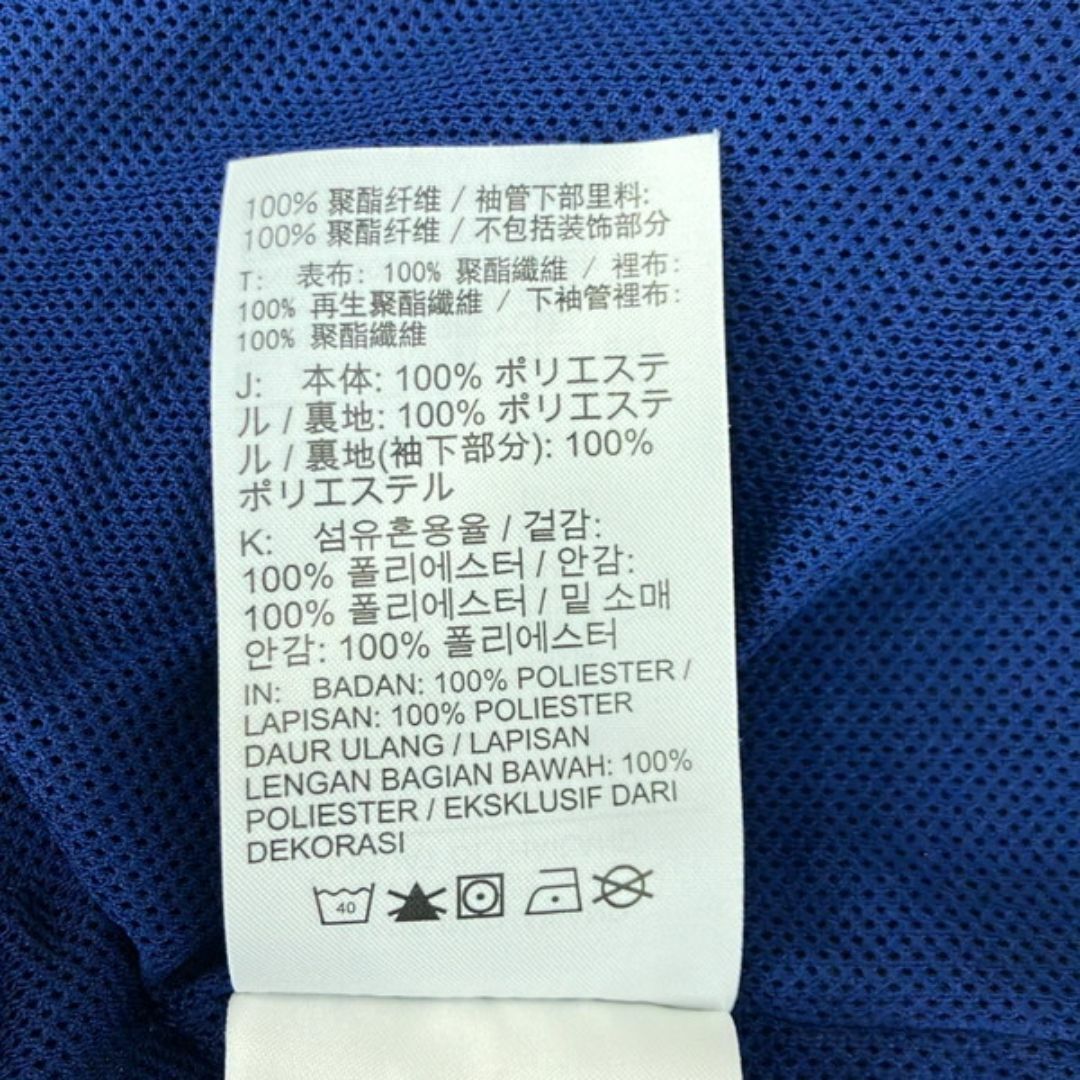 100% 聚酯纤维 / 袖管下部里料:
100% 聚酯纤维 / 不包括装饰部分
T: 表布: 100% 聚酯纖維 / 裡布:
100% 再生聚酯纖維 / 下袖管裡布:
100% 聚酯纖維
J: 本体: 100% ポリエステ
ル / 裏地: 100% ポリエステ
ル / 裏地(袖下部分): 100%
ポリエステル
K: 섬유혼용율 / 겉감:
100% 폴리에스터 / 안감:
100% 폴리에스터 / 밑 소매
안감: 100% 폴리에스터
IN: BADAN: 100% POLIESTER /
LAPISAN: 100% POLIESTER
DAUR ULANG / LAPISAN
LENGAN BAGIAN BAWAH: 100%
POLIESTER / EKSKLUSIF DARI
DEKORASI
40